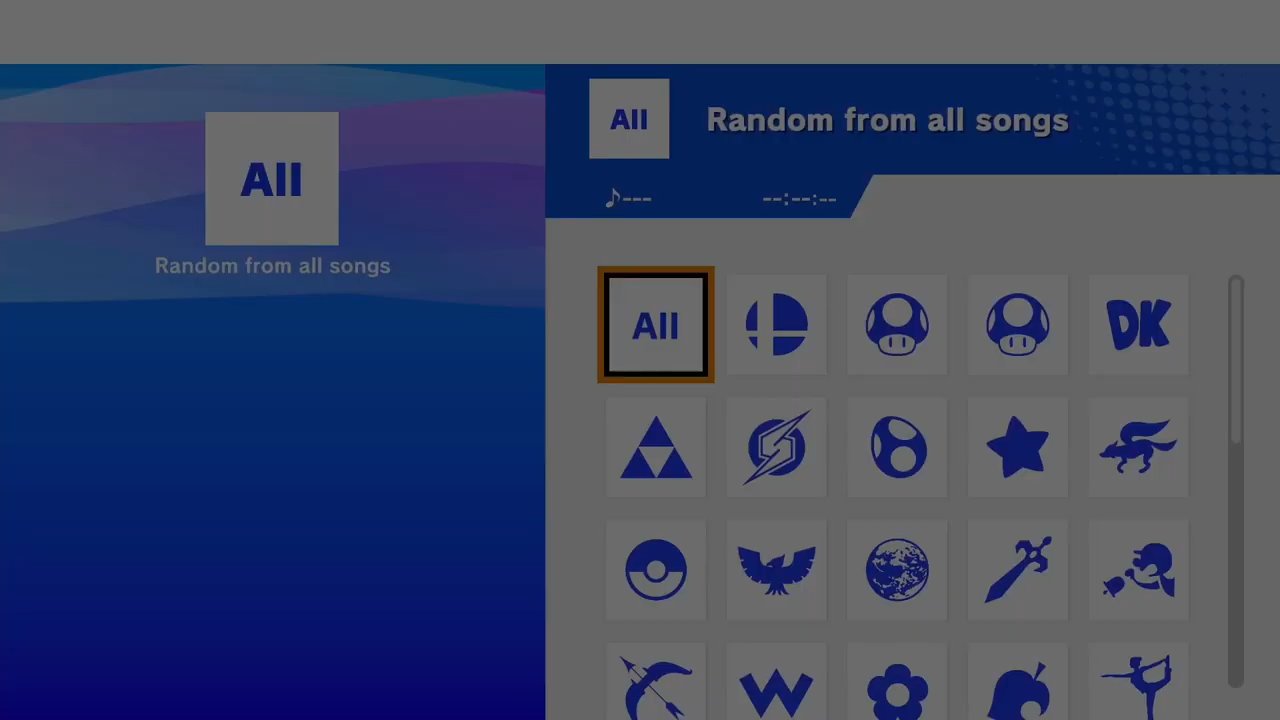 All
Random from all songs
All
Random from all songs
♪---
--:--:--
All
DK